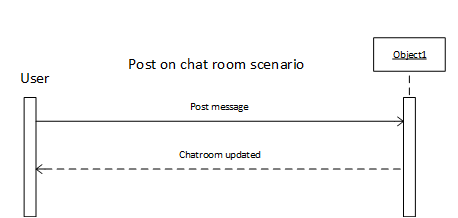 Post on chat room scenario
Object1
User
Post message
Chatroom updated